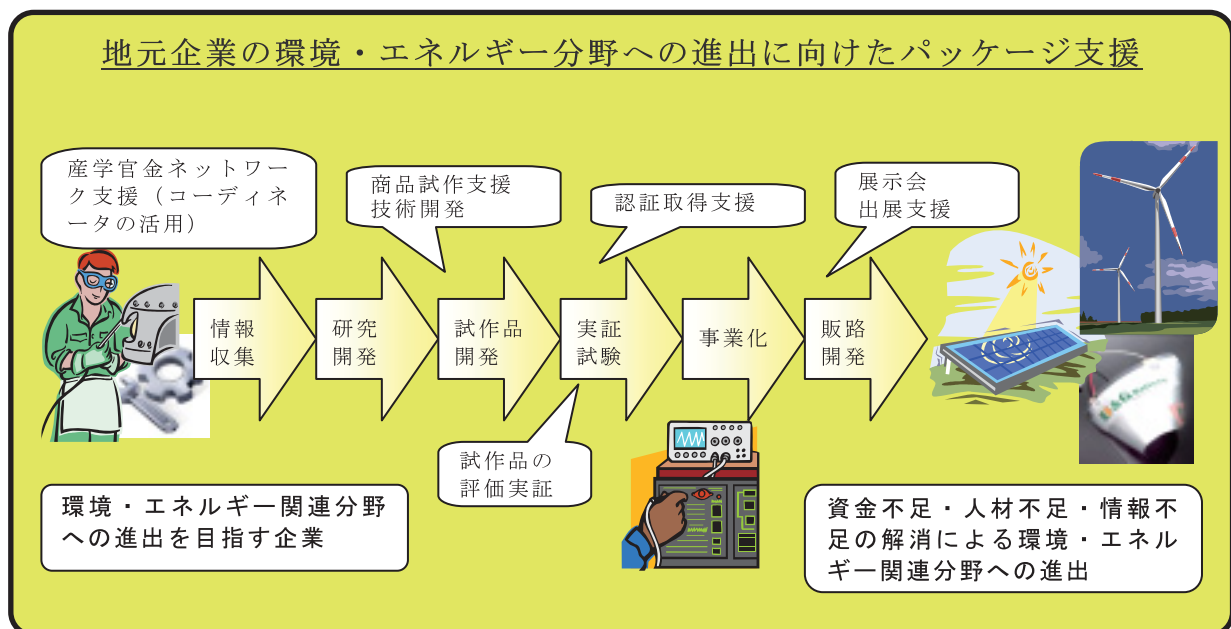 地元企業の環境・エネルギー分野への進出に向けたパッケージ支援
産学官金ネットワー
ク支援（コーディネ
ータの活用）
商品試作支援
技術開発
認証取得支援
展示会
出展支援
情報
収集
研究
開発
試作品
開発
実証
試験
事業化
販路
開発
試作品の
評価実証
環境・エネルギー関連分野
への進出を目指す企業
資金不足・人材不足・情報不
足の解消による環境・エネル
ギー関連分野への進出